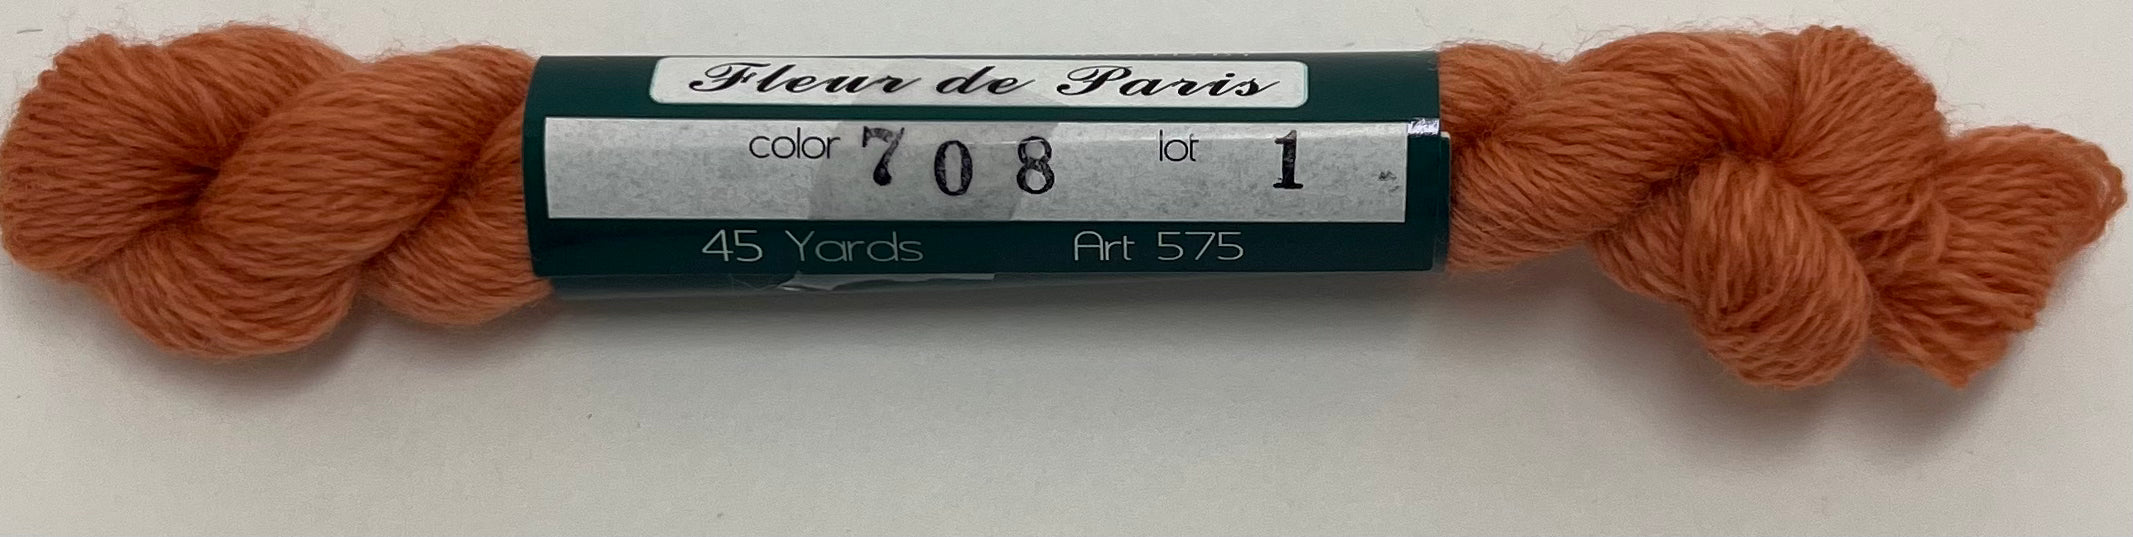 Fleur de Paris
color 708 lot 1
45 Yards Art 575